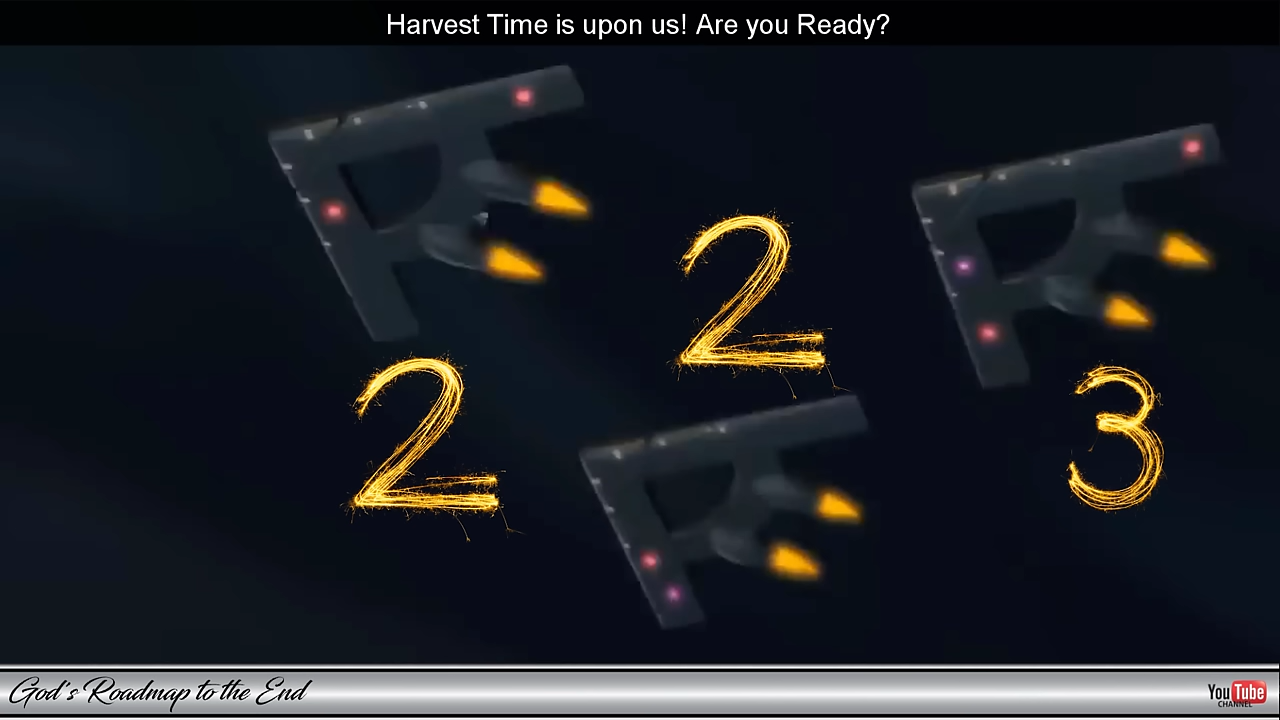 Harvest Time is upon us! Are you Ready?
2
2
3
God's Roadmap to the End
YouTube
CHANNEL